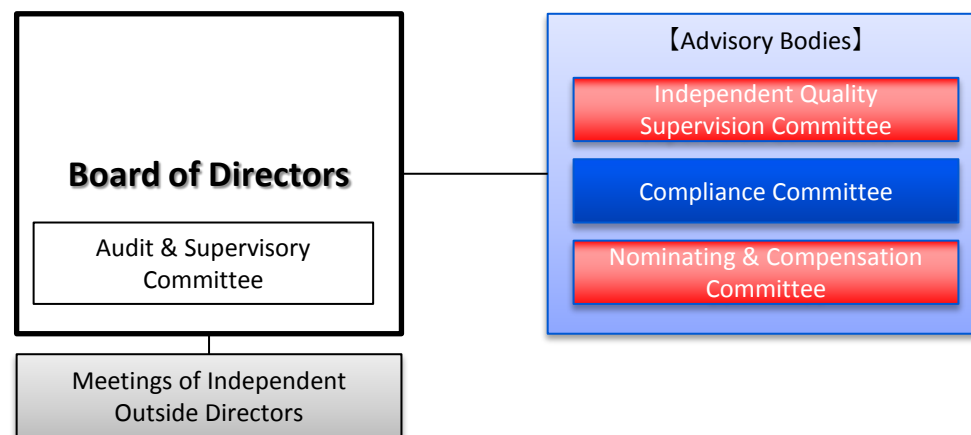 Board of Directors
Audit & Supervisory
Committee
Meetings of Independent
Outside Directors
【Advisory Bodies】
Independent Quality
Supervision Committee
Compliance Committee
Nominating & Compensation
Committee